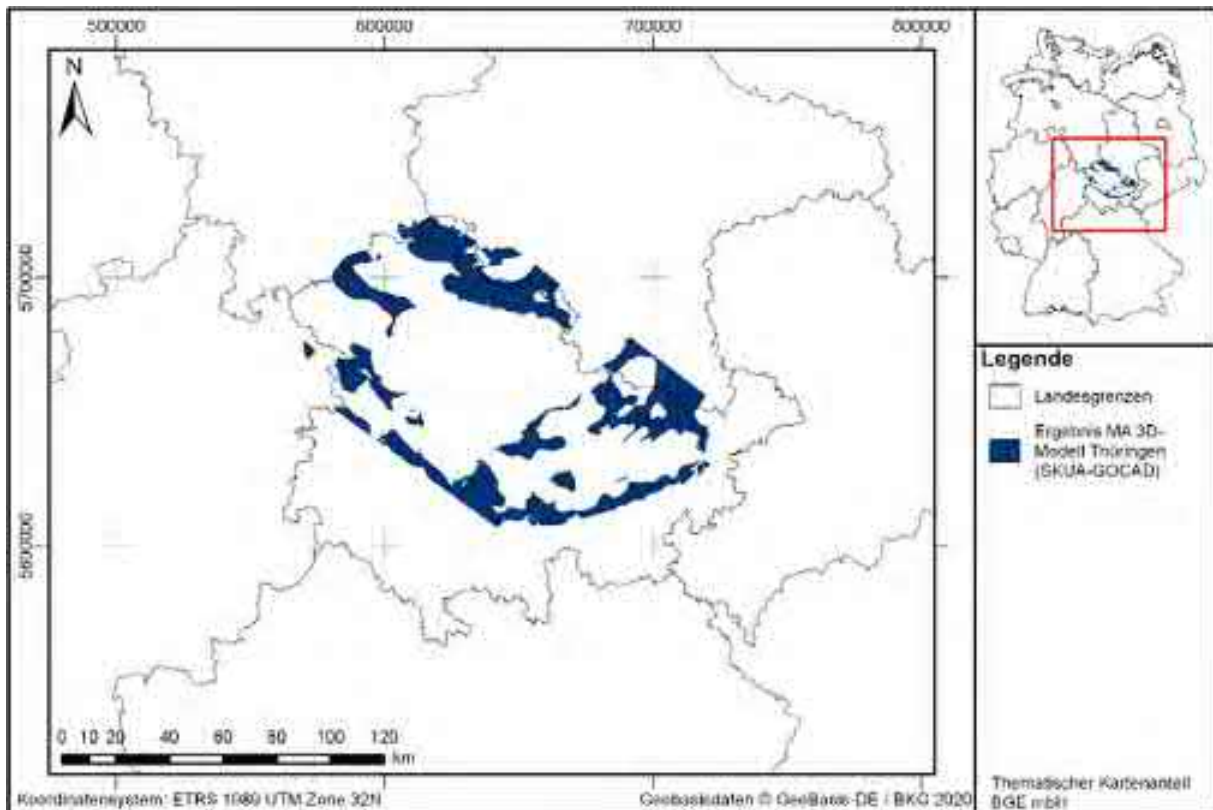 500000 600000 700000 800000
N
5700000
5600000
0 10 20 40 60 80 100 120
km
Koordinatensystem: ETRS 1989 UTM Zone 32N
Geobasisdaten © GeoBasis-DE / BKG 2020
Legende
Landesgrenzen
Ergebnis MA 3D-
Modell Thüringen
(SKUA-GOCAD)
Thematischer Kartenanteil
BGE mbH